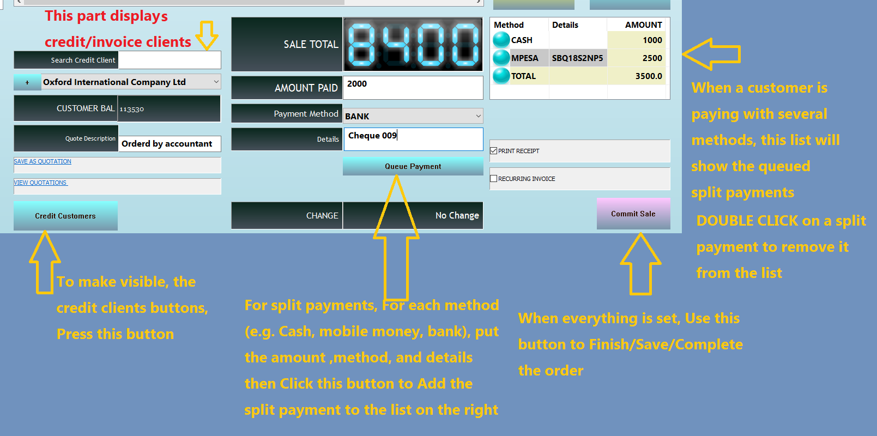 This part displays
credit/invoice clients
Search Credit Client
+ Oxford International Company Ltd
CUSTOMER BAL 113530
Quote Description Orderd by accountant
SAVE AS QUOTATION
VIEW QUOTATIONS
Credit Customers
To make visible, the
credit clients buttons,
Press this button
SALE TOTAL 8400
AMOUNT PAID 2000
Payment Method BANK
Details Cheque 009
Queue Payment
CHANGE No Change
For split payments, For each method
(e.g. Cash, mobile money, bank), put
the amount ,method, and details
then Click this button to Add the
split payment to the list on the right
Method Details AMOUNT
CASH 1000
MPESA SBQ18S2NP5 2500
TOTAL 3500.0
PRINT RECEIPT
RECURRING INVOICE
Commit Sale
When everything is set, Use this
button to Finish/Save/Complete
the order
When a customer is
paying with several
methods, this list will
show the queued
split payments
DOUBLE CLICK on a split
payment to remove it
from the list